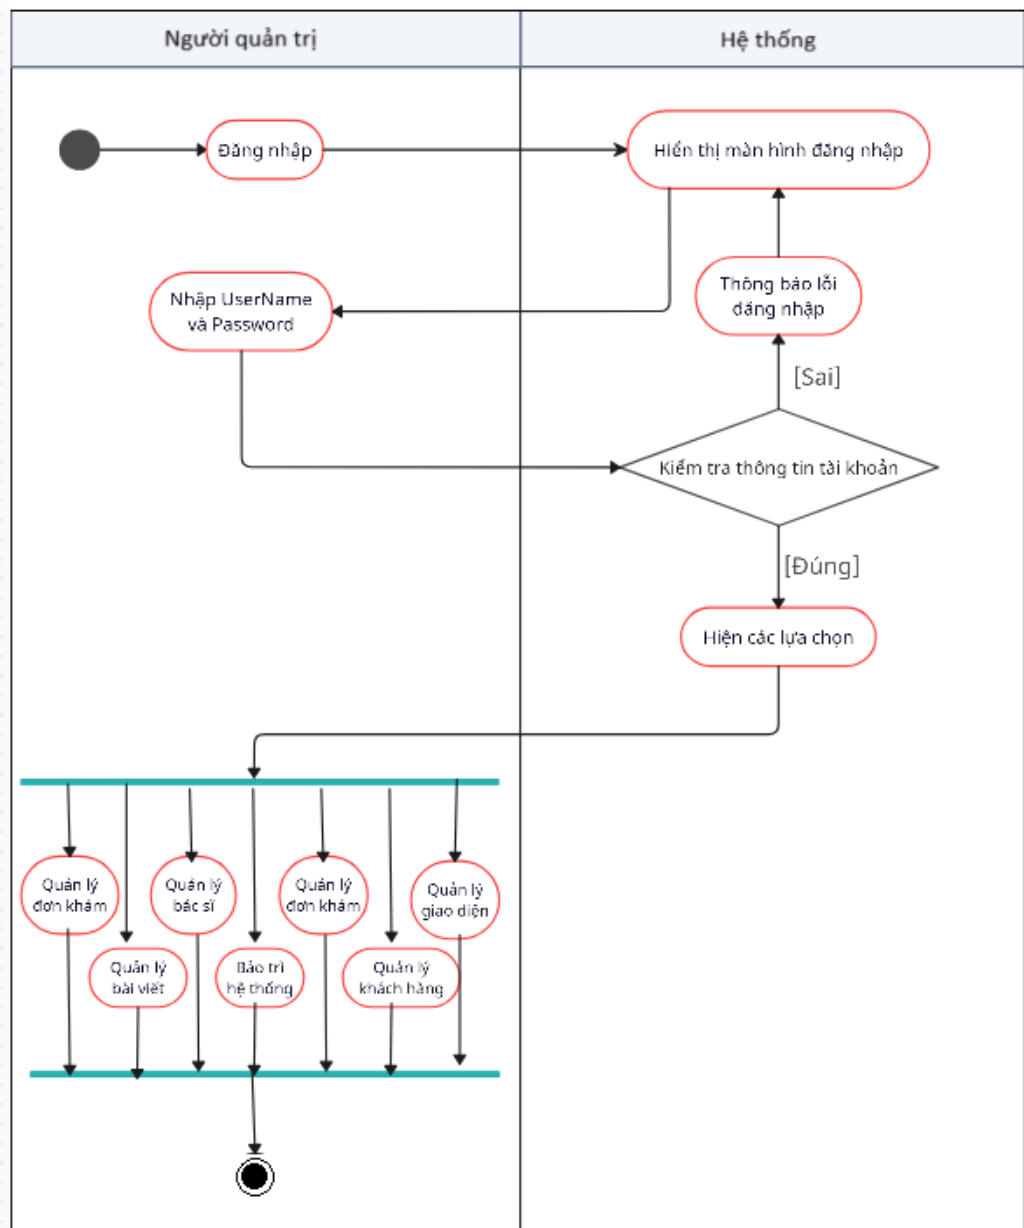 Người quản trị
Hệ thống
Đăng nhập
Hiển thị màn hình đăng nhập
Nhập UserName
và Password
Thông báo lỗi
đăng nhập
[Sai]
Kiểm tra thông tin tài khoản
[Đúng]
Hiện các lựa chọn
Quản lý
đơn khám
Quản lý
bác sĩ
Quản lý
đơn khám
Quản lý
giao diện
Quản lý
bài viết
Bảo trì
hệ thống
Quản lý
khách hàng